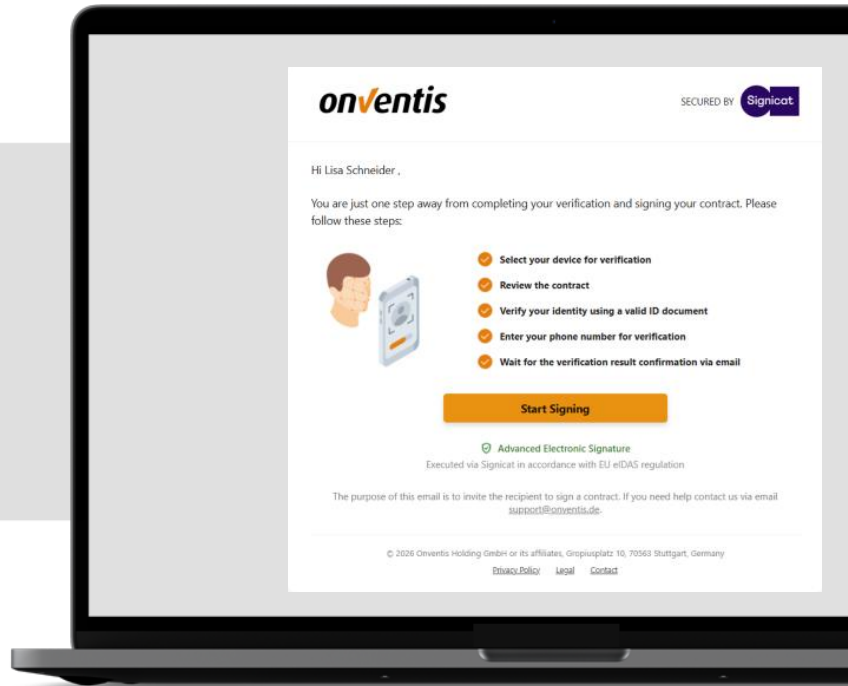 onventis
SECURED BY Signicat
Hi Lisa Schneider ,
You are just one step away from completing your verification and signing your contract. Please
follow these steps:
Select your device for verification
Review the contract
Verify your identity using a valid ID document
Enter your phone number for verification
Wait for the verification result confirmation via email
Start Signing
Advanced Electronic Signature
Executed via Signicat in accordance with EU eIDAS regulation
The purpose of this email is to invite the recipient to sign a contract. If you need help contact us via email
support@onventis.de.
© 2026 Onventis Holding GmbH or its affiliates, Gropiusplatz 10, 70563 Stuttgart, Germany
Privacy Policy Legal Contact